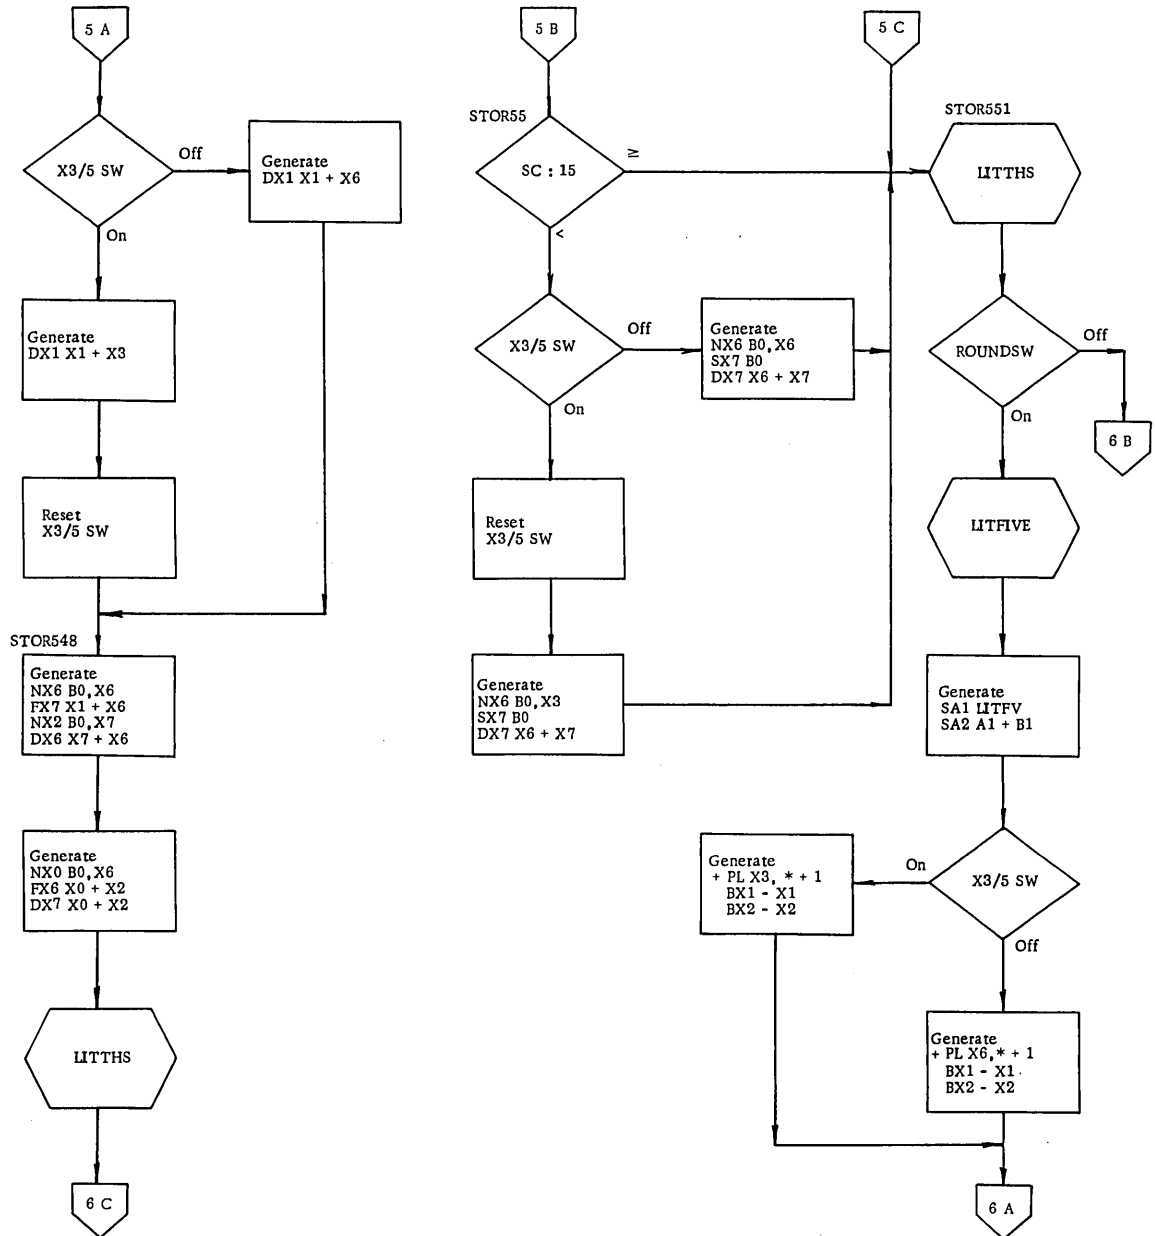 5 A
X3/5 SW
Off
Generate
DX1 X1 + X6
On
Generate
DX1 X1 + X3
Reset
X3/5 SW
STOR548
Generate
NX6 B0,X6
FX7 X1 + X6
NX2 B0,X7
DX6 X7 + X6
Generate
NX0 B0,X6
FX6 X0 + X2
DX7 X0 + X2
LITTHS
6 C
5 B
STOR55
SC : 15
≥
<
X3/5 SW
Off
Generate
NX6 B0,X6
SX7 B0
DX7 X6 + X7
On
Reset
X3/5 SW
Generate
NX6 B0,X3
SX7 B0
DX7 X6 + X7
5 C
STOR551
LITTHS
ROUNDSW
Off
6 B
On
LITFIVE
Generate
SA1 LITFV
SA2 A1 + B1
X3/5 SW
On
Generate
+ PL X3, * + 1
BX1 - X1
BX2 - X2
Off
Generate
+ PL X6,* + 1
BX1 - X1
BX2 - X2
6 A